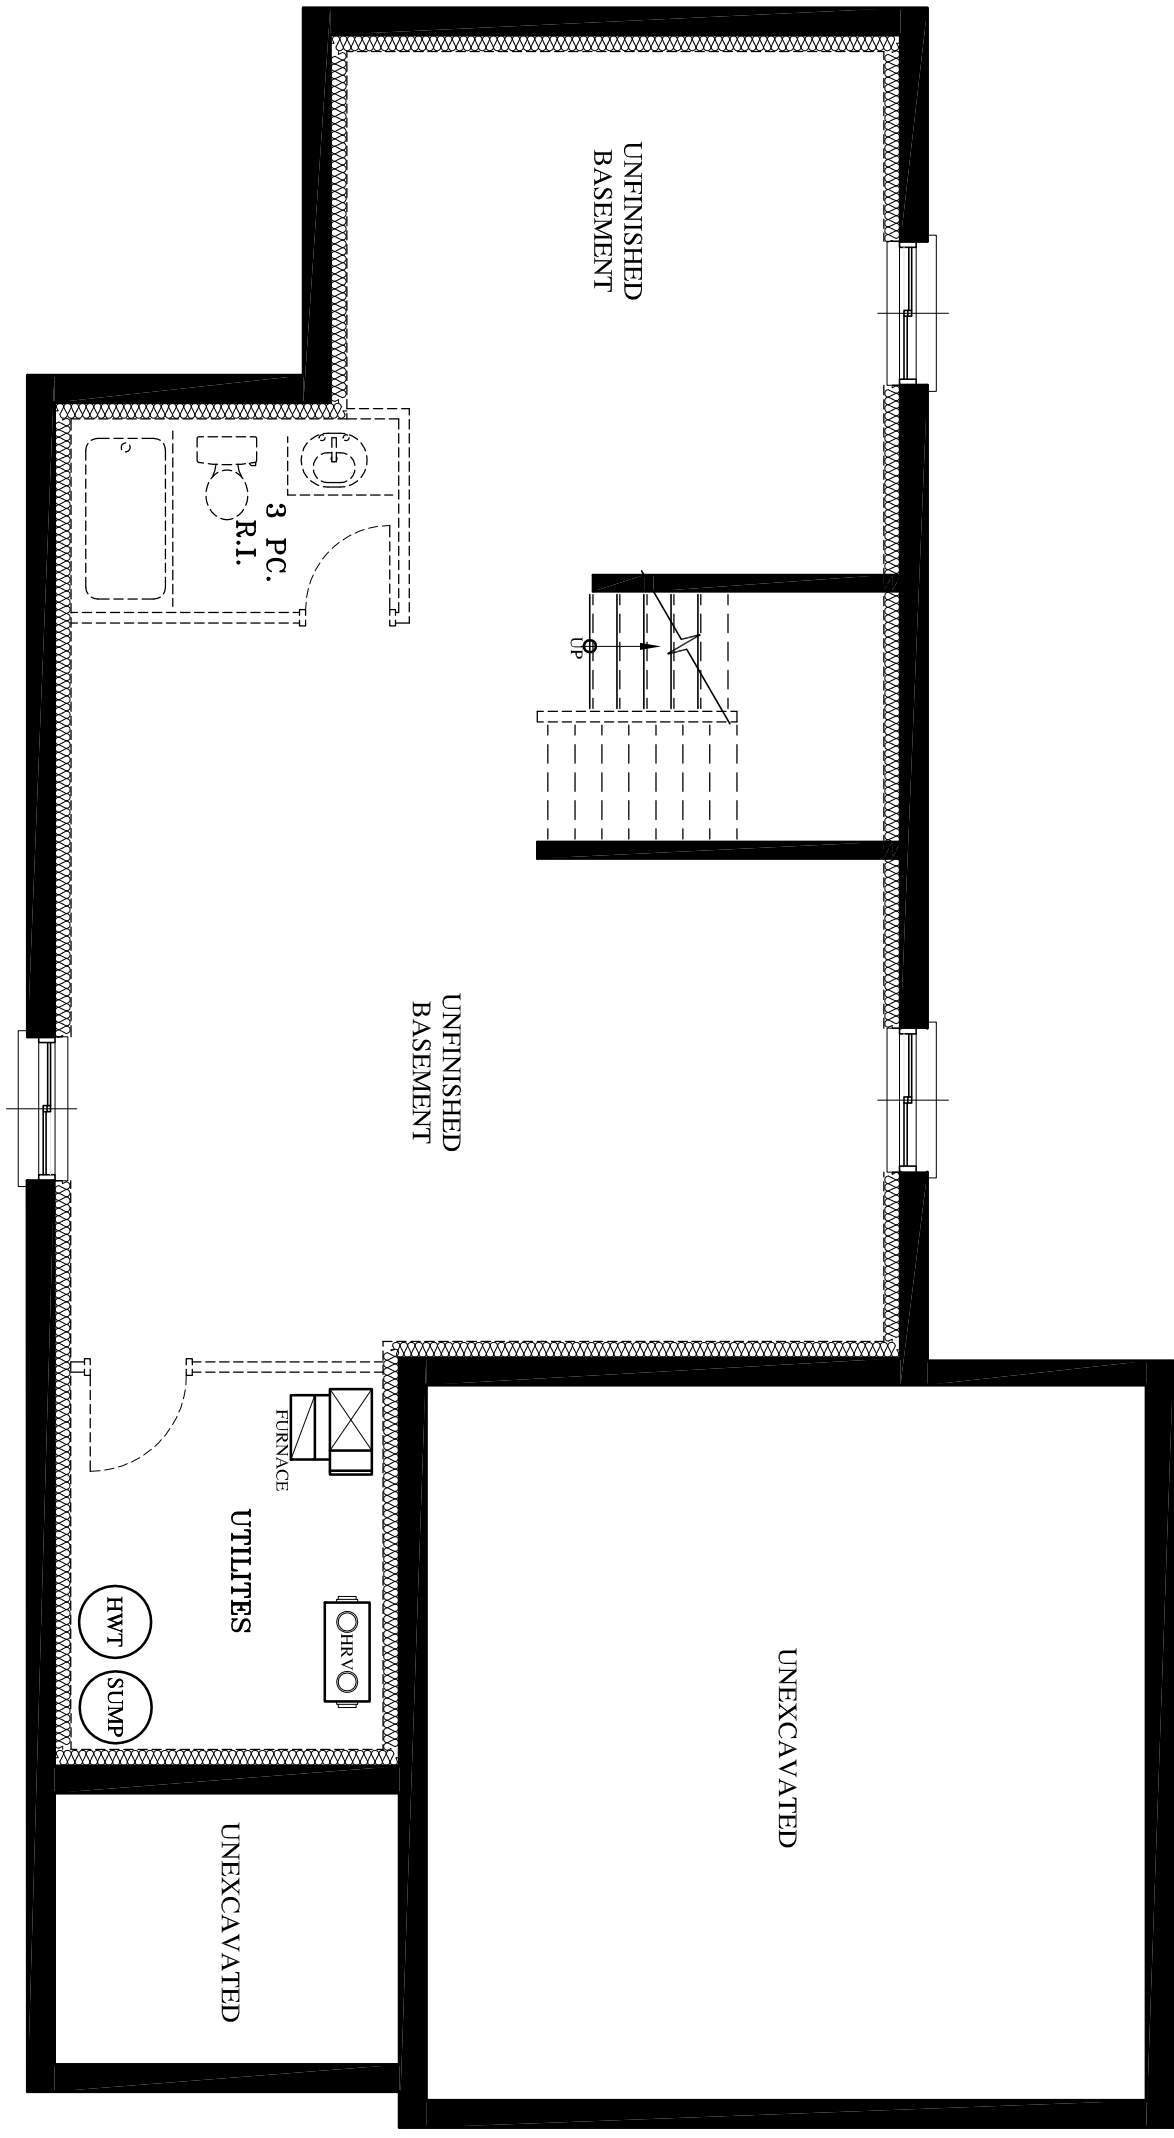 UNFINISHED
BASEMENT
3 PC.
R.I.
UP
UNFINISHED
BASEMENT
FURNACE
UTILITES
HWT
HRV
SUMP
UNEXCAVATED
UNEXCAVATED